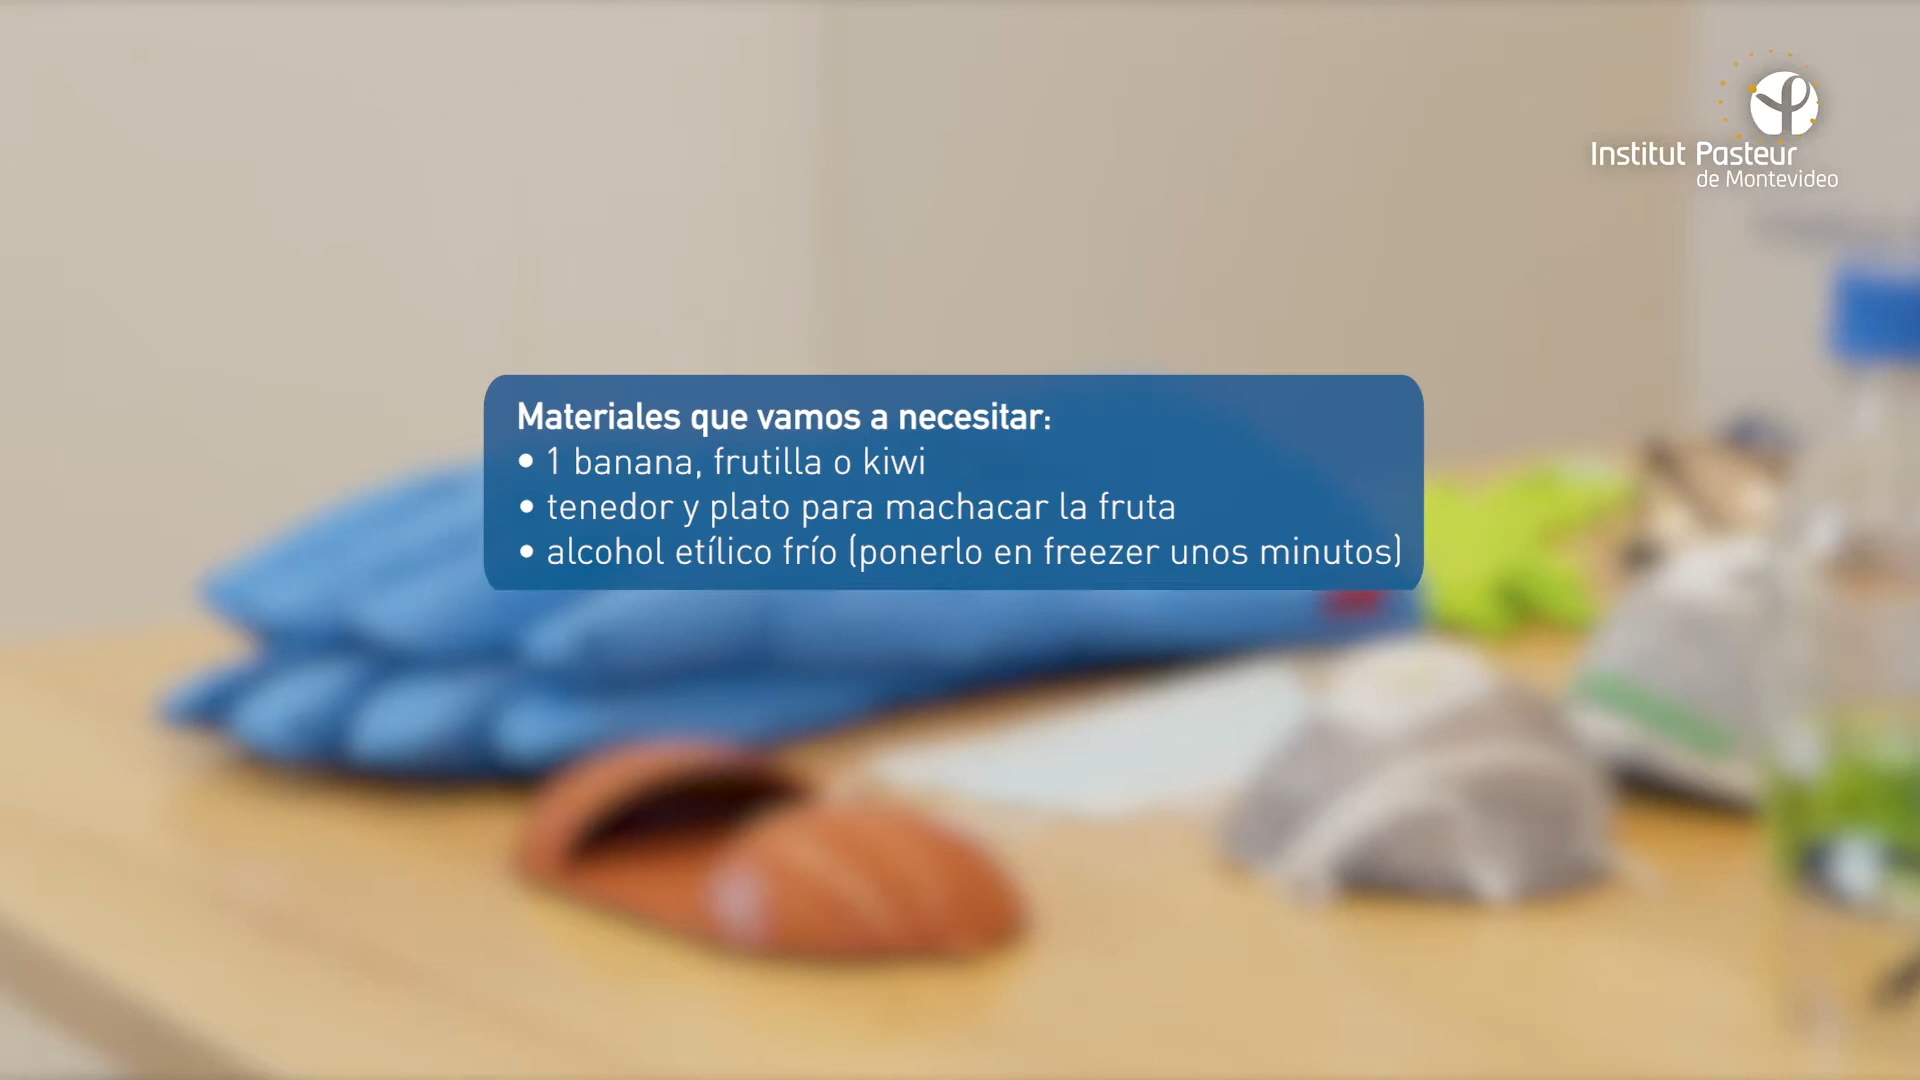 Institut Pasteur
de Montevideo
Materiales que vamos a necesitar:
• 1 banana, frutilla o kiwi
• tenedor y plato para machacar la fruta
• alcohol etílico frío (ponerlo en freezer unos minutos)